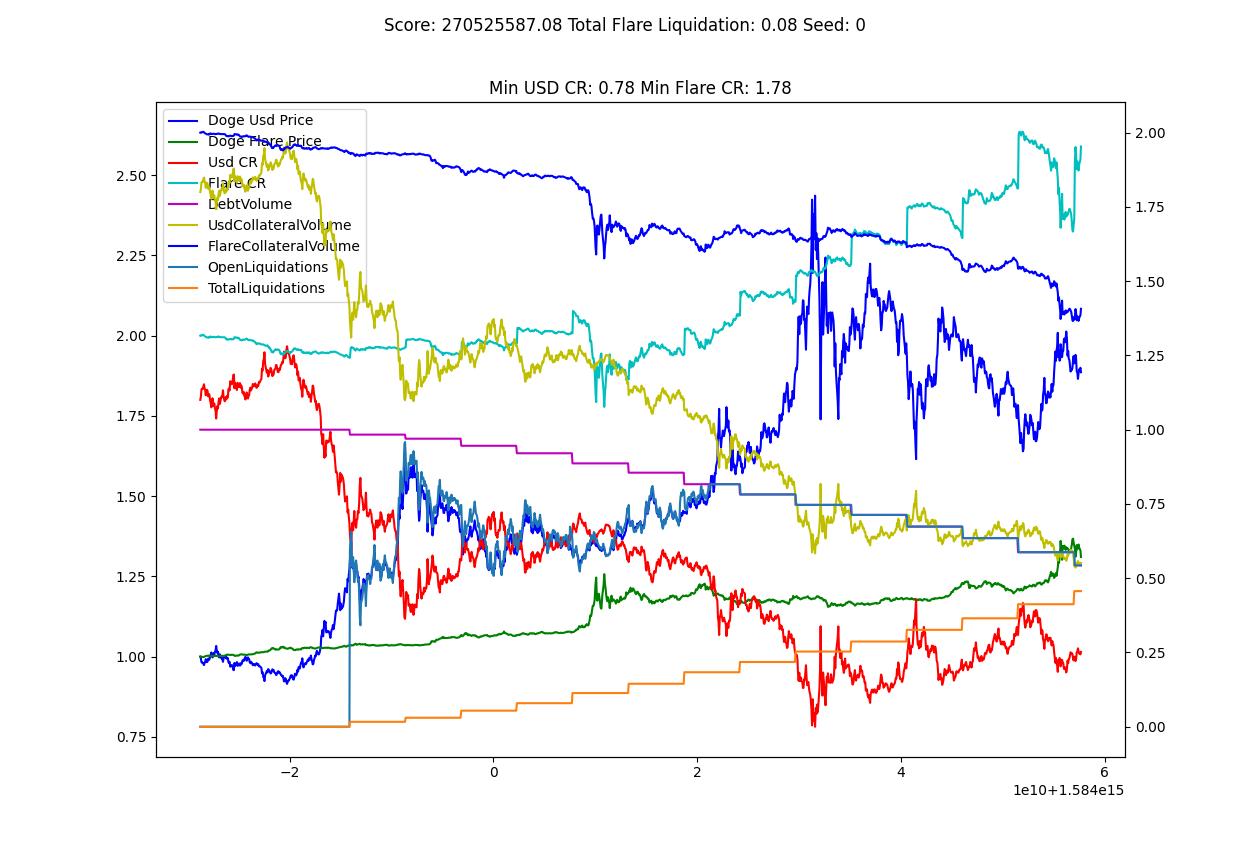 Score: 270525587.08 Total Flare Liquidation: 0.08 Seed: 0
Min USD CR: 0.78 Min Flare CR: 1.78
Doge Usd Price
Doge Flare Price
Usd CR
Flare CR
DebtVolume
UsdCollateralVolume
FlareCollateralVolume
OpenLiquidations
TotalLiquidations
2.50
2.25
2.00
1.75
1.50
1.25
1.00
0.75
2.00
1.75
1.50
1.25
1.00
0.75
0.50
0.25
0.00
−2 0 2 4 6
1e10+1.584e15